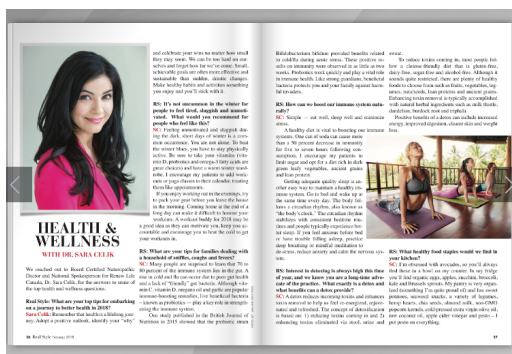 HEALTH &
WELLNESS
WITH DR. SARA CELIK
We reached out to Board Certified Naturopathic
Doctor and National Spokesperson for Renew Life
Canada, Dr. Sara Celik, for the answers to some of
the top health and wellness questions.
Real Style: What are your top tips for embarking
on a journey to better health in 2018?
Sara Celik: Remember that health is a lifelong jour-
ney. Adopt a positive outlook, identify your "why"
and celebrate your wins no matter how small
they may seem. We can be too hard on our-
selves and forget how far we've come. Small,
achievable goals are often more effective and
sustainable than sudden, drastic changes.
Make healthy habits and activities something
you enjoy and you'll stick with it.
RS: It's not uncommon in the winter for
people to feel tired, sluggish and unmoti-
vated. What would you recommend for
people who feel like this?
SC: Feeling unmotivated and sluggish dur-
ing the dark, short days of winter is a com-
mon occurrence. You are not alone. To beat
the winter blues, you have to stay physically
active. Be sure to take your vitamins (vita-
min D, probiotics and omega-3 fatty acids are
great choices) and have a warm winter ward-
robe. I encourage my patients to add work-
outs or yoga classes to their calendar, treating
them like appointments.
If you enjoy working out in the evenings, try
to pack your gear before you leave the house
in the morning. Coming home at the end of a
long day can make it difficult to honour your
workouts. A workout buddy for 2018 may be
a good idea as they can motivate you, keep you ac-
countable and encourage you to beat the cold to get
your workouts in.
RS: What are your tips for families dealing with
a household of sniffles, coughs and fevers?
SC: Many people are surprised to learn that 70 to
80 percent of the immune system lies in the gut. A
rise in cold and flu can occur due to poor gut health
and a lack of "friendly" gut bacteria. Although vita-
min C, vitamin D, oregano oil and garlic are popular
immune-boosting remedies, live beneficial bacteria
- known as probiotics - play a key role in strength-
ening the immune system.
One study published in the British Journal of
Nutrition in 2015 showed that the probiotic strain
Bifidobacterium bifidum provided benefits related
to cold/flu during acute stress. These positive re-
sults on immunity were observed in as little as two
weeks. Probiotics work quickly and play a vital role
in immune health. Like strong guardians, beneficial
bacteria protects you and your family against harm-
ful invaders.
RS: How can we boost our immune system natu-
rally?
SC: Simple — eat well, sleep well and minimize
stress.
A healthy diet is vital to boosting our immune
systems. One can of soda can cause more
than a 30 percent decrease in immunity
for five to seven hours following con-
sumption. I encourage my patients to
limit sugar and opt for a diet rich in dark
green leafy vegetables, ancient grains
and lean protein.
Getting adequate quality sleep is an-
other easy way to maintain a healthy im-
mune system. Go to bed and wake up at
the same time every day. The body fol-
lows a circadian rhythm, also known as
"the body's clock." The circadian rhythm
stabilizes with consistent bedtime rou-
tines and people typically experience bet-
ter sleep. If you feel anxious before bed
or have trouble falling asleep, practice
deep breathing or mindful meditation to
de-stress, reduce anxiety and calm the nervous sys-
tem.
RS: Interest in detoxing is always high this time
of year, and we know you are a long-time advo-
cate of the practice. What exactly is a detox and
what benefits can a detox provide?
SC: A detox reduces incoming toxins and enhances
toxin removal to help us feel re-energized, rejuve-
nated and refreshed. The concept of detoxification
is based on: 1) reducing toxins coming in and 2)
enhancing toxins eliminated via stool, urine and
sweat.
To reduce toxins coming in, most people fol-
low a cleanse-friendly diet that is gluten-free,
dairy-free, sugar-free and alcohol-free. Although it
sounds quite restricted, there are plenty of healthy
foods to choose from such as fruits, vegetables, leg-
umes, nuts/seeds, lean proteins and ancient grains.
Enhancing toxin removal is typically accomplished
with natural herbal ingredients such as milk thistle,
dandelion, burdock root and triphala.
Positive benefits of a detox can include increased
energy, improved digestion, clearer skin and weight
loss.
RS: What healthy food staples would we find in
your kitchen?
SC: I'm obsessed with avocados, so you'll always
find these in a bowl on my counter. In my fridge
you'll find organic eggs, apples, zucchini, broccoli,
kale and Brussels sprouts. My pantry is very organ-
ized (something I'm quite proud of) and has sweet
potatoes, seaweed snacks, a variety of legumes,
hemp hearts, chia seeds, almond milk, non-GMO
popcorn kernels, cold-pressed extra virgin olive oil,
raw coconut oil, apple cider vinegar and pesto – I
put pesto on everything.
36 Real Style February 2018
37